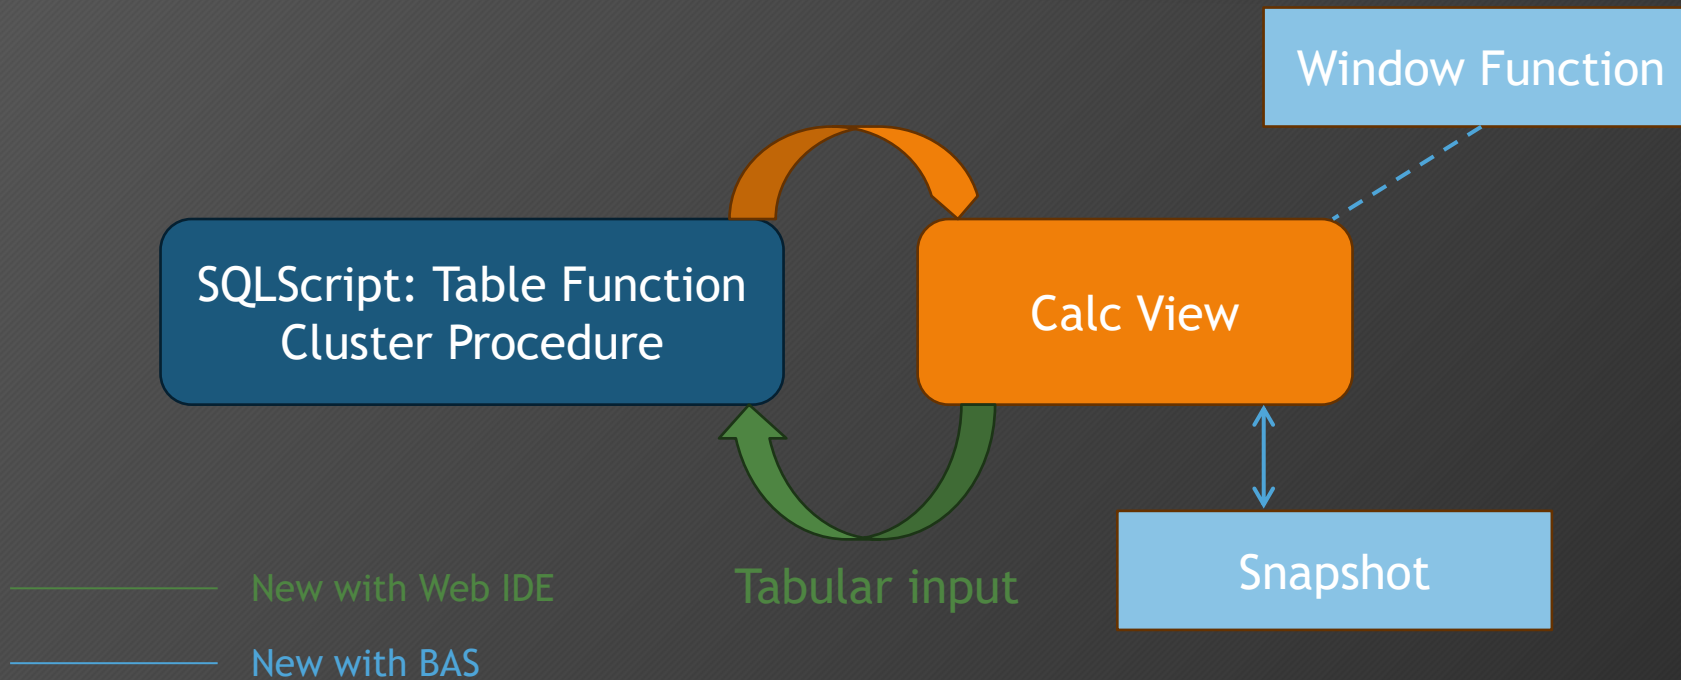 Window Function
SQLScript: Table Function
Cluster Procedure
Calc View
Tabular input
Snapshot
New with Web IDE
New with BAS